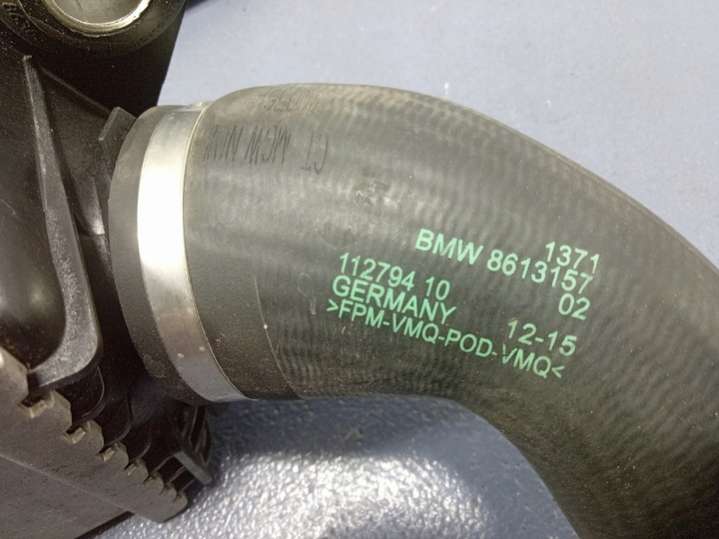 1371
BMW 8613157
112794 10 02
GERMANY 12-15
>FPM-VMQ-POD-VMQ<